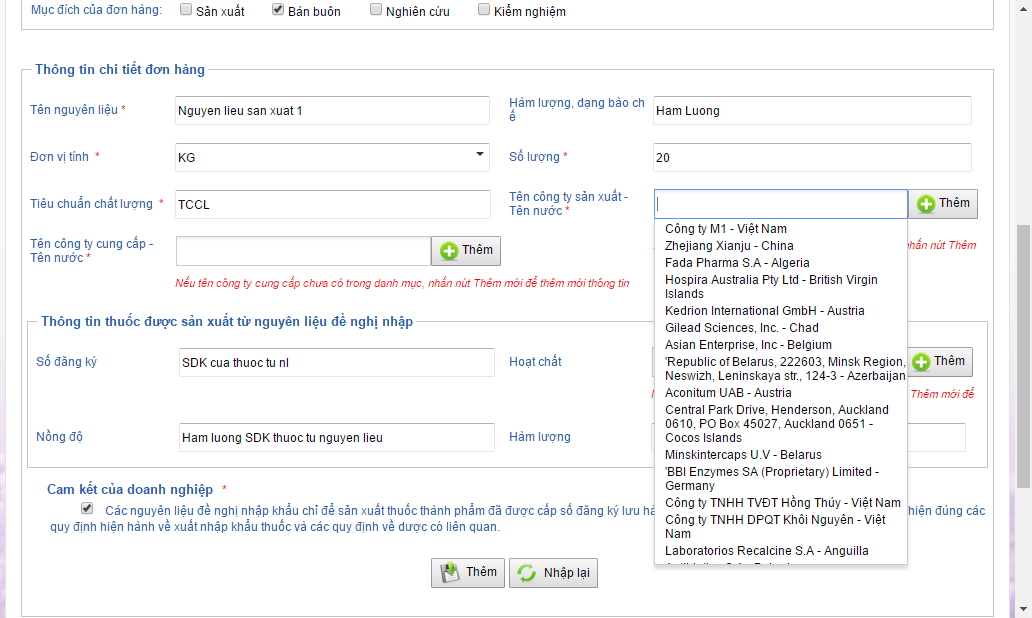 Mục đích của đơn hàng: Sản xuất Bán buôn Nghiên cứu Kiểm nghiệm
Thông tin chi tiết đơn hàng
Tên nguyên liệu * Nguyen lieu san xuat 1
Hàm lượng, dạng bào ch
ế
Ham Luong
Đơn vị tính * KG
Số lượng * 20
Tiêu chuẩn chất lượng * TCCL
Tên công ty sản xuất -
Tên nước *
Thêm
Tên công ty cung cấp -
Tên nước *
Thêm
nhấn nút Thêm
Nếu tên công ty cung cấp chưa có trong danh mục, nhấn nút Thêm mới để thêm mới thông tin
Công ty M1 - Việt Nam
Zhejiang Xianju - China
Fada Pharma S.A - Algeria
Hospira Australia Pty Ltd - British Virgin
Islands
Kedrion International GmbH - Austria
Gilead Sciences, Inc. - Chad
Asian Enterprise, Inc - Belgium
'Republic of Belarus, 222603, Minsk Region,
Neswizh, Leninskaya str., 124-3 - Azerbaijan
Aconitum UAB - Austria
Central Park Drive, Henderson, Auckland
0610, PO Box 45027, Auckland 0651 -
Cocos Islands
Minskintercaps U.V - Belarus
'BBI Enzymes SA (Proprietary) Limited -
Germany
Công ty TNHH TVĐT Hồng Thúy - Việt Nam
Công ty TNHH DPQT Khôi Nguyên - Việt
Nam
Laboratorios Recalcine S.A - Anguilla
Thông tin thuốc được sản xuất từ nguyên liệu đề nghị nhập
Số đăng ký SDK cua thuoc tu nl
Hoạt chất
Thêm
Thêm mới để
Nồng độ Ham luong SDK thuoc tu nguyen lieu
Hàm lượng
Cam kết của doanh nghiệp *
Các nguyên liệu đề nghị nhập khẩu chỉ để sản xuất thuốc thành phẩm đã được cấp số đăng ký lưu hà hiện đúng các
quy định hiện hành về xuất nhập khẩu thuốc và các quy định về dược có liên quan.
Thêm Nhập lại